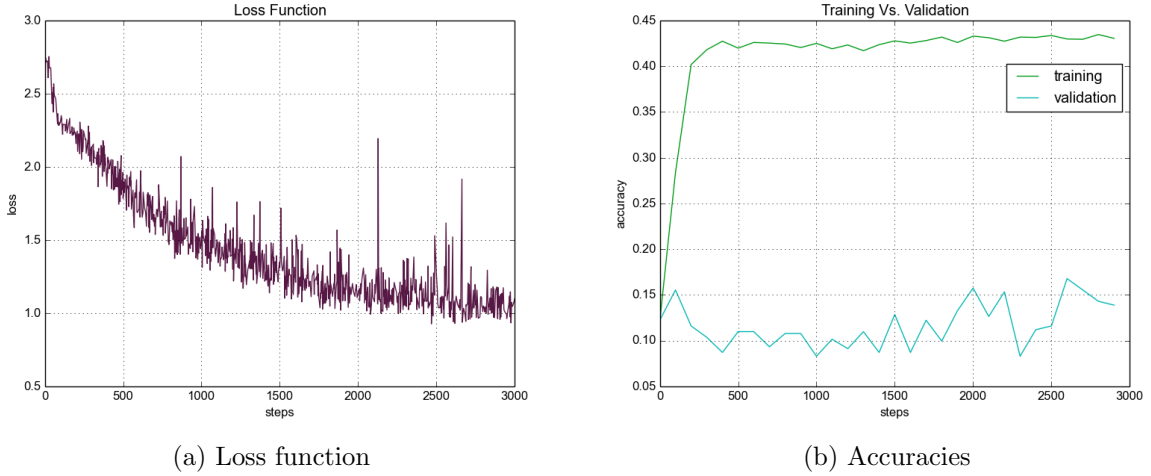 Loss Function
3.0
2.5
2.0
1.5
1.0
0.5
loss
0 500 1000 1500 2000 2500 3000
steps
(a) Loss function
Training Vs. Validation
0.45
0.40
0.35
0.30
0.25
0.20
0.15
0.10
0.05
accuracy
training
validation
0 500 1000 1500 2000 2500 3000
steps
(b) Accuracies